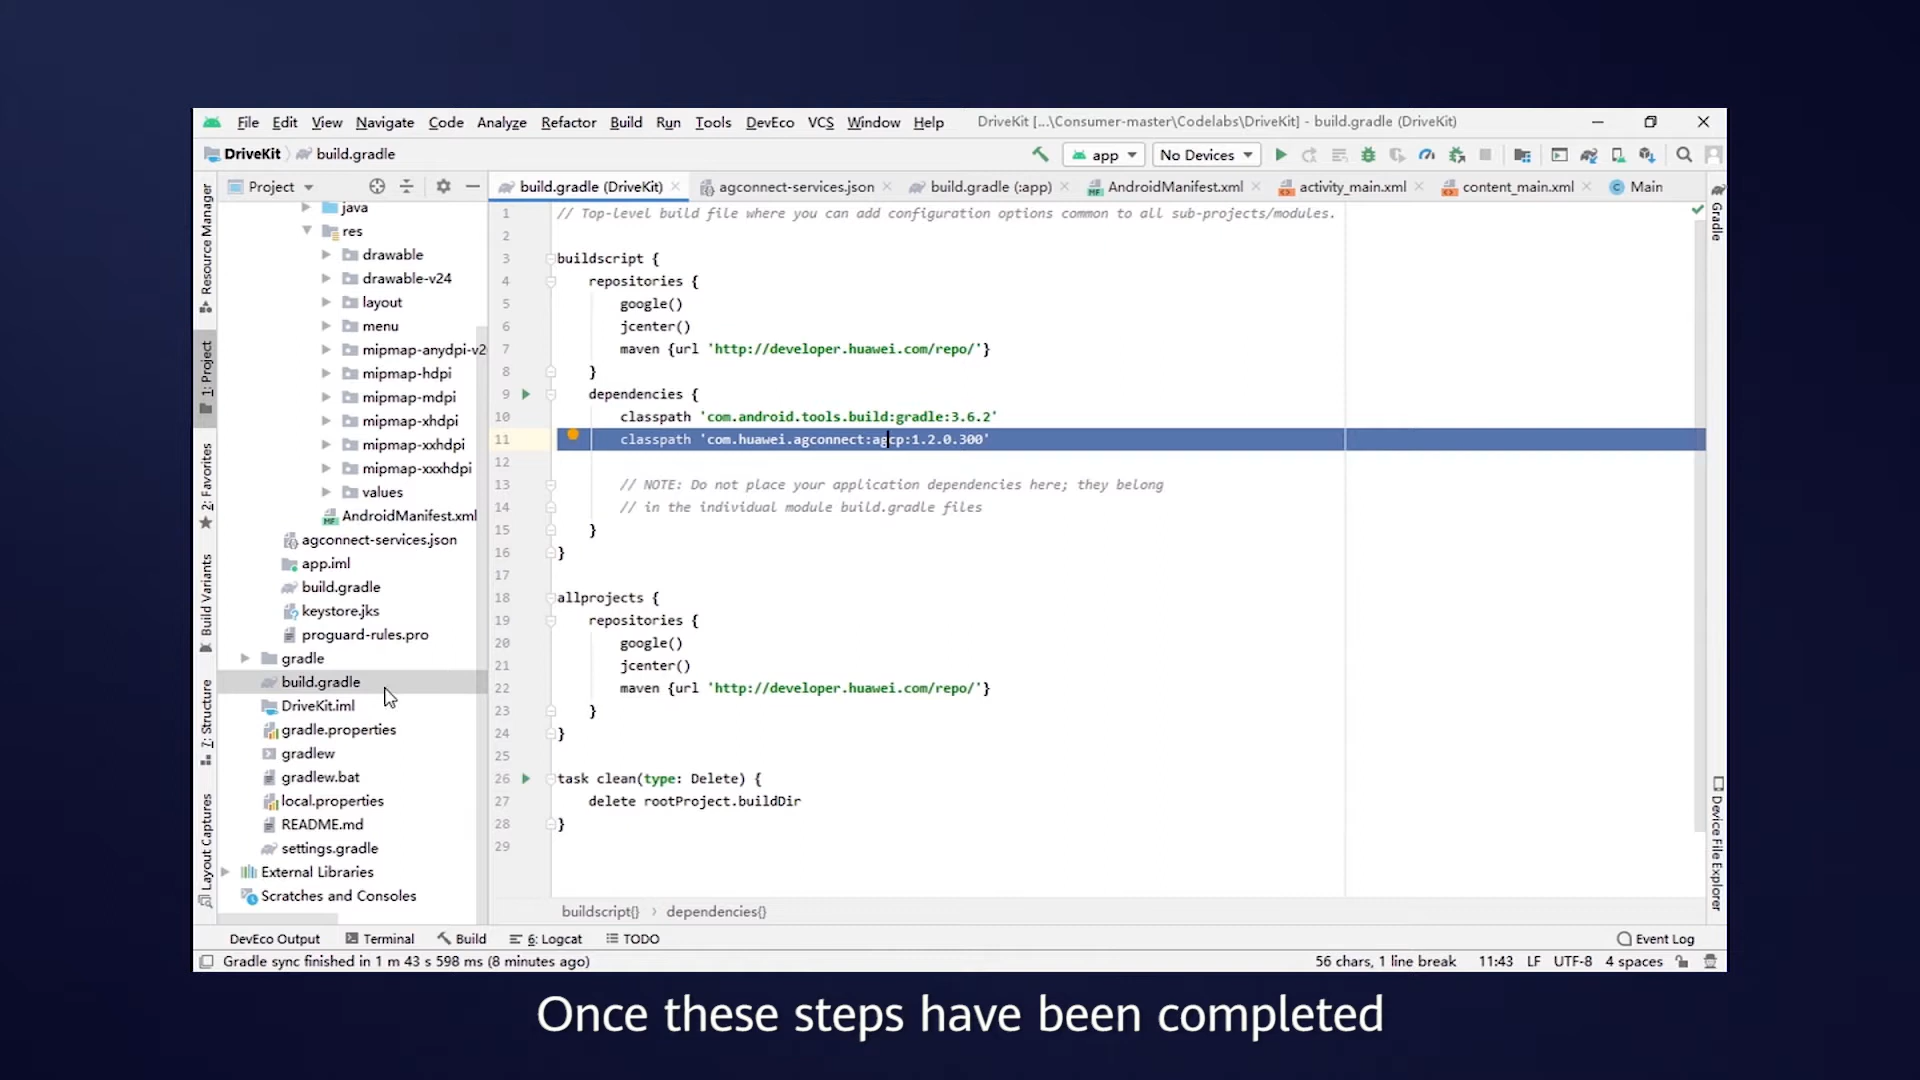 File Edit View Navigate Code Analyze Refactor Build Run Tools DevEco VCS Window Help DriveKit [...\Consumer-master\Codelabs\DriveKit] - build.gradle (DriveKit)
DriveKit build.gradle app No Devices
Project build.gradle (DriveKit) agconnect-services.json build.gradle (:app) AndroidManifest.xml activity_main.xml content_main.xml Main
Resource Manager
1: Project
2: Favorites
Build Variants
7: Structure
Layout Captures
java
res
drawable
drawable-v24
layout
menu
mipmap-anydpi-v2
mipmap-hdpi
mipmap-mdpi
mipmap-xhdpi
mipmap-xxhdpi
mipmap-xxxhdpi
values
AndroidManifest.xml
agconnect-services.json
app.iml
build.gradle
keystore.jks
proguard-rules.pro
gradle
build.gradle
DriveKit.iml
gradle.properties
gradlew
gradlew.bat
local.properties
README.md
settings.gradle
External Libraries
Scratches and Consoles
1 // Top-level build file where you can add configuration options common to all sub-projects/modules.
2
3 buildscript {
4 repositories {
5 google()
6 jcenter()
7 maven {url 'http://developer.huawei.com/repo/'}
8 }
9 dependencies {
10 classpath 'com.android.tools.build:gradle:3.6.2'
11 classpath 'com.huawei.agconnect:agcp:1.2.0.300'
12
13 // NOTE: Do not place your application dependencies here; they belong
14 // in the individual module build.gradle files
15 }
16 }
17
18 allprojects {
19 repositories {
20 google()
21 jcenter()
22 maven {url 'http://developer.huawei.com/repo/'}
23 }
24 }
25
26 task clean(type: Delete) {
27 delete rootProject.buildDir
28 }
29
Gradle
Device File Explorer
buildscript{} dependencies{}
DevEco Output Terminal Build 6: Logcat TODO Event Log
Gradle sync finished in 1 m 43 s 598 ms (8 minutes ago) 56 chars, 1 line break 11:43 LF UTF-8 4 spaces
Once these steps have been completed